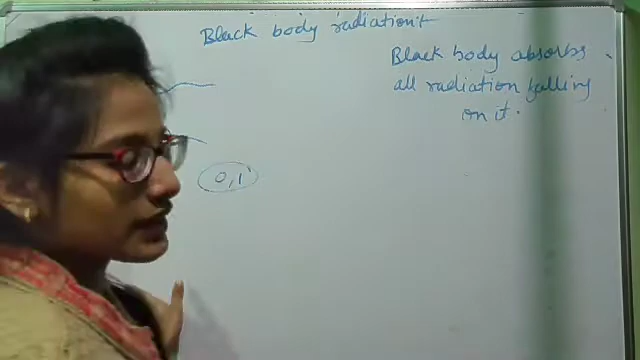 Black body radiation:-
Black body absorbs
all radiation falling
on it.
0,1